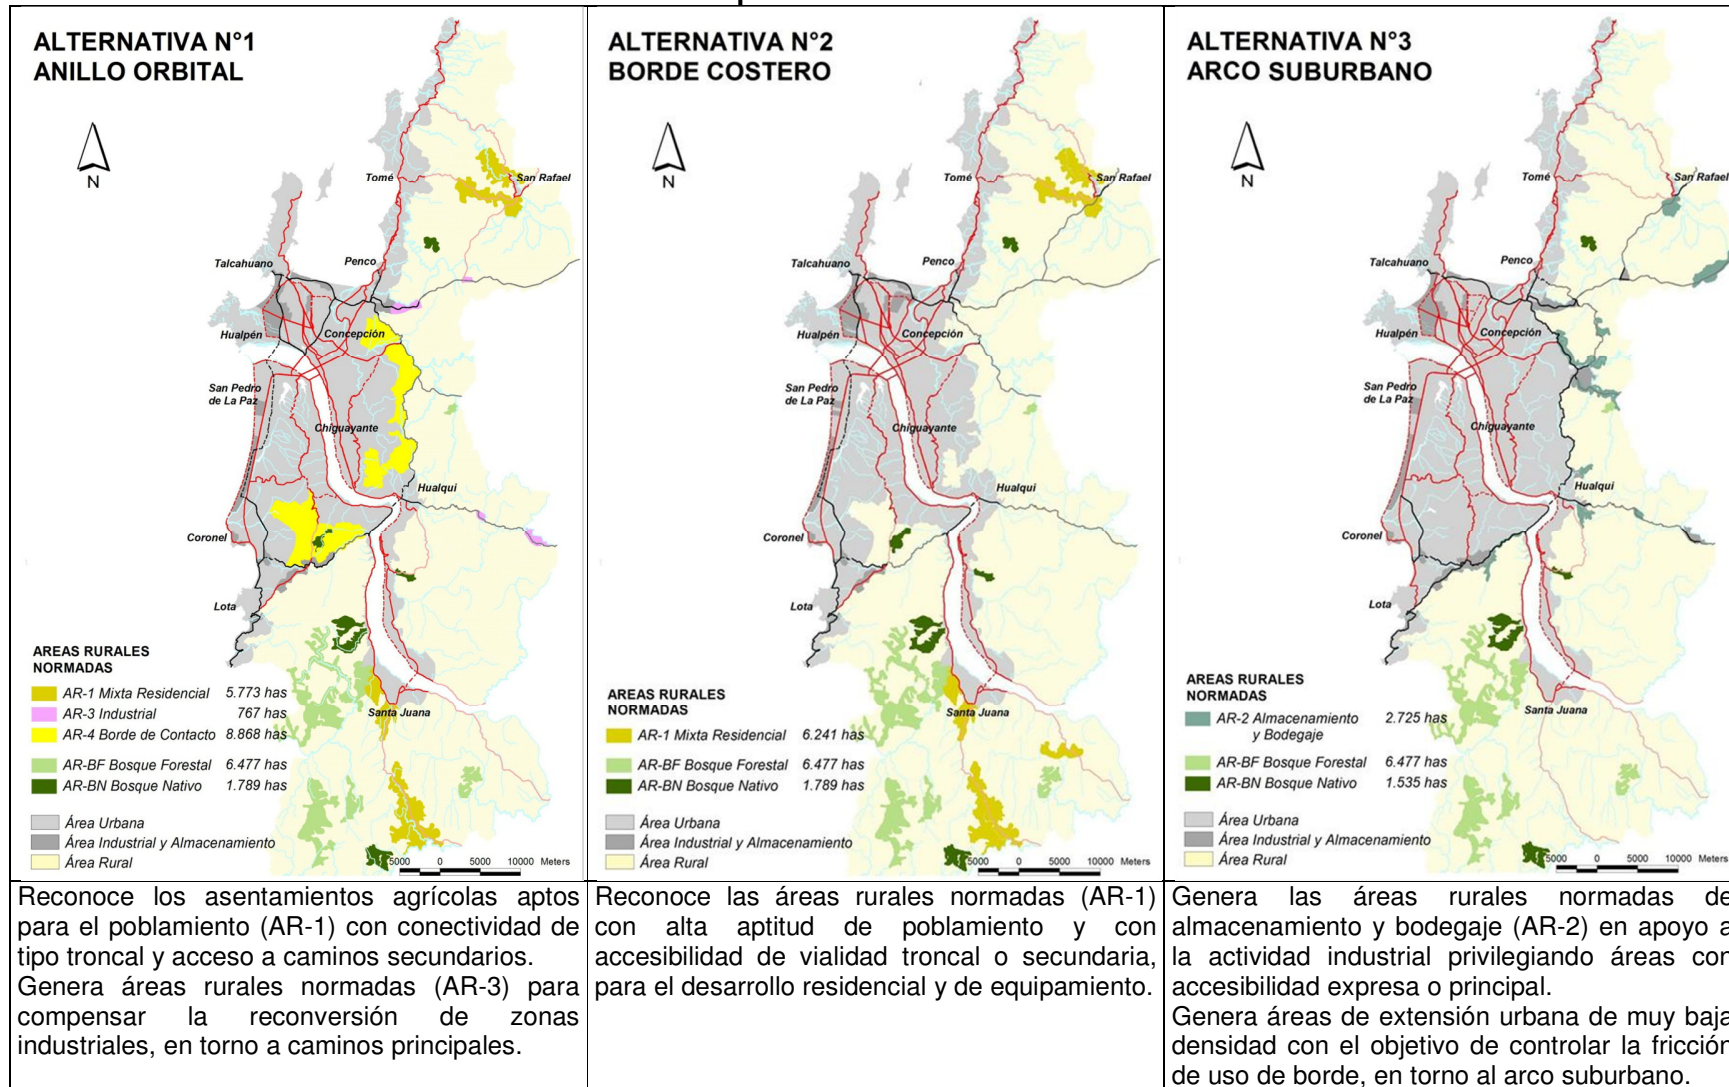 ALTERNATIVA N°1
ANILLO ORBITAL
N
Tomé
San Rafael
Talcahuano
Penco
Hualpén
Concepción
San Pedro
de La Paz
Chiguayante
Hualqui
Coronel
Lota
Santa Juana
AREAS RURALES
NORMADAS
AR-1 Mixta Residencial 5.773 has
AR-3 Industrial 767 has
AR-4 Borde de Contacto 8.868 has
AR-BF Bosque Forestal 6.477 has
AR-BN Bosque Nativo 1.789 has
Área Urbana
Área Industrial y Almacenamiento
Área Rural
5000 0 5000 10000 Meters
Reconoce los asentamientos agrícolas aptos
para el poblamiento (AR-1) con conectividad de
tipo troncal y acceso a caminos secundarios.
Genera áreas rurales normadas (AR-3) para
compensar la reconversión de zonas
industriales, en torno a caminos principales.
ALTERNATIVA N°2
BORDE COSTERO
N
Tomé
San Rafael
Talcahuano
Penco
Hualpén
Concepción
San Pedro
de La Paz
Chiguayante
Hualqui
Coronel
Lota
Santa Juana
AREAS RURALES
NORMADAS
AR-1 Mixta Residencial 6.241 has
AR-BF Bosque Forestal 6.477 has
AR-BN Bosque Nativo 1.789 has
Área Urbana
Área Industrial y Almacenamiento
Área Rural
5000 0 5000 10000 Meters
Reconoce las áreas rurales normadas (AR-1)
con alta aptitud de poblamiento y con
accesibilidad de vialidad troncal o secundaria,
para el desarrollo residencial y de equipamiento.
ALTERNATIVA N°3
ARCO SUBURBANO
N
Tomé
San Rafael
Talcahuano
Penco
Hualpén
Concepción
San Pedro
de La Paz
Chiguayante
Hualqui
Coronel
Lota
Santa Juana
AREAS RURALES
NORMADAS
AR-2 Almacenamiento 2.725 has
y Bodegaje
AR-BF Bosque Forestal 6.477 has
AR-BN Bosque Nativo 1.535 has
Área Urbana
Área Industrial y Almacenamiento
Área Rural
5000 0 5000 10000 Meters
Genera las áreas rurales normadas de
almacenamiento y bodegaje (AR-2) en apoyo a
la actividad industrial privilegiando áreas con
accesibilidad expresa o principal.
Genera áreas de extensión urbana de muy baja
densidad con el objetivo de controlar la fricción
de uso de borde, en torno al arco suburbano.